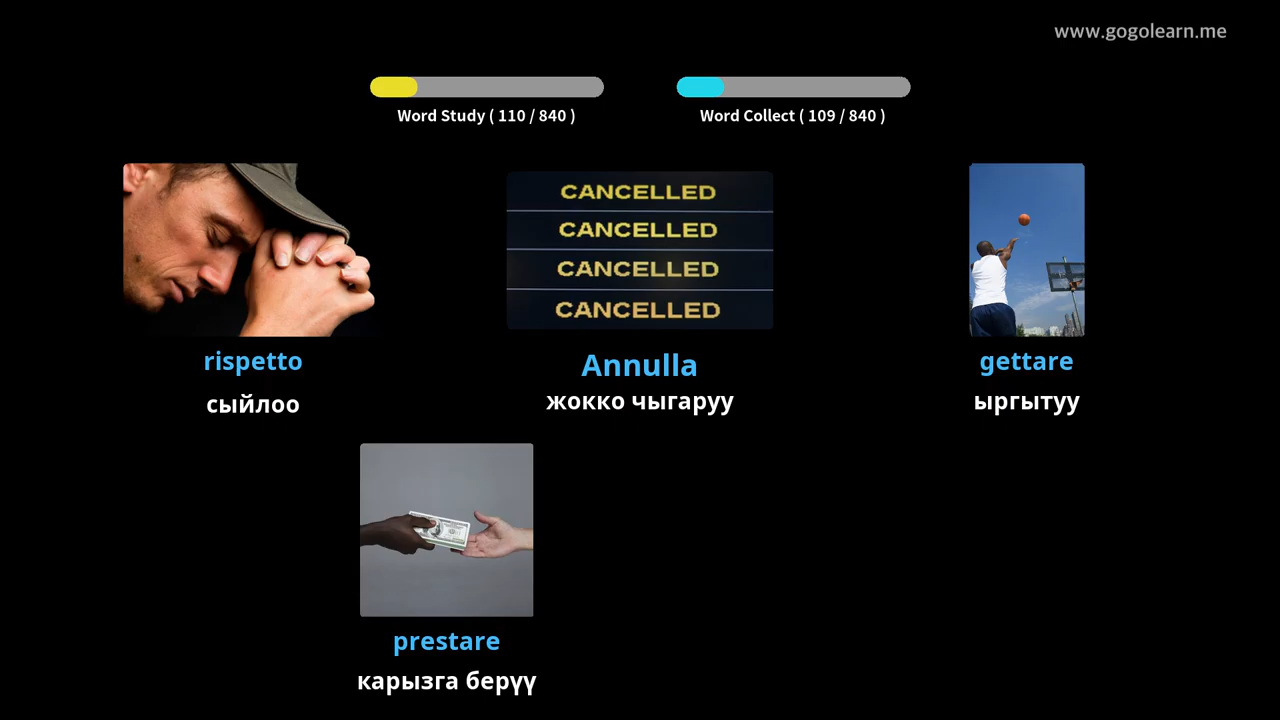 www.gogolearn.me
Word Study ( 110 / 840 )
Word Collect ( 109 / 840 )
CANCELLED
CANCELLED
CANCELLED
CANCELLED
rispetto
сыйлоо
Annulla
жокко чыгаруу
gettare
ыргытуу
prestare
карызга берүү